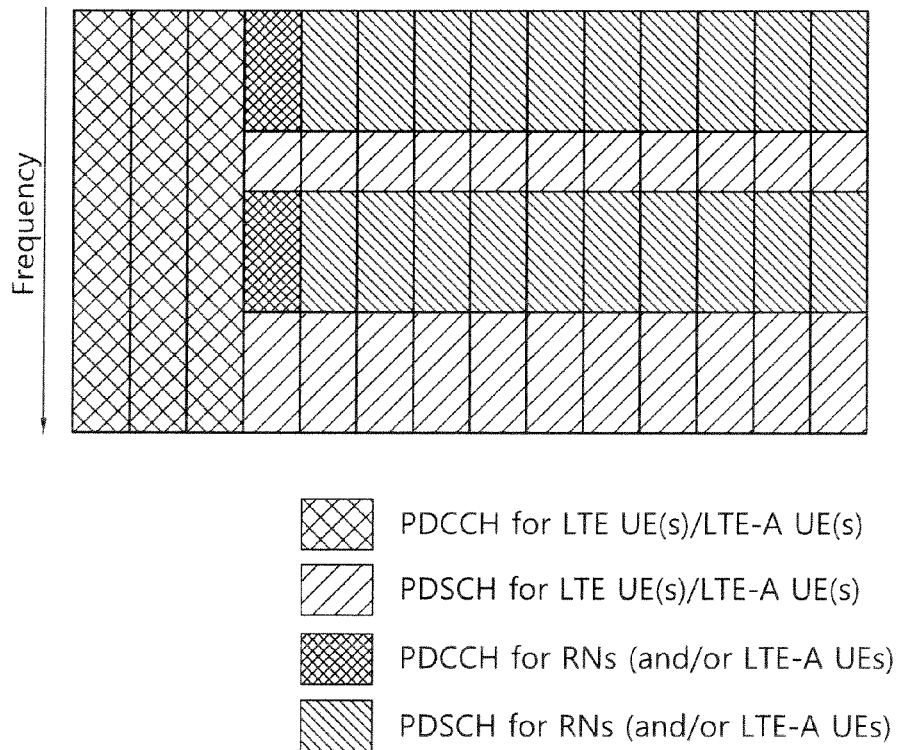 Frequency
PDCCH for LTE UE(s)/LTE-A UE(s)
PDSCH for LTE UE(s)/LTE-A UE(s)
PDCCH for RNs (and/or LTE-A UEs)
PDSCH for RNs (and/or LTE-A UEs)